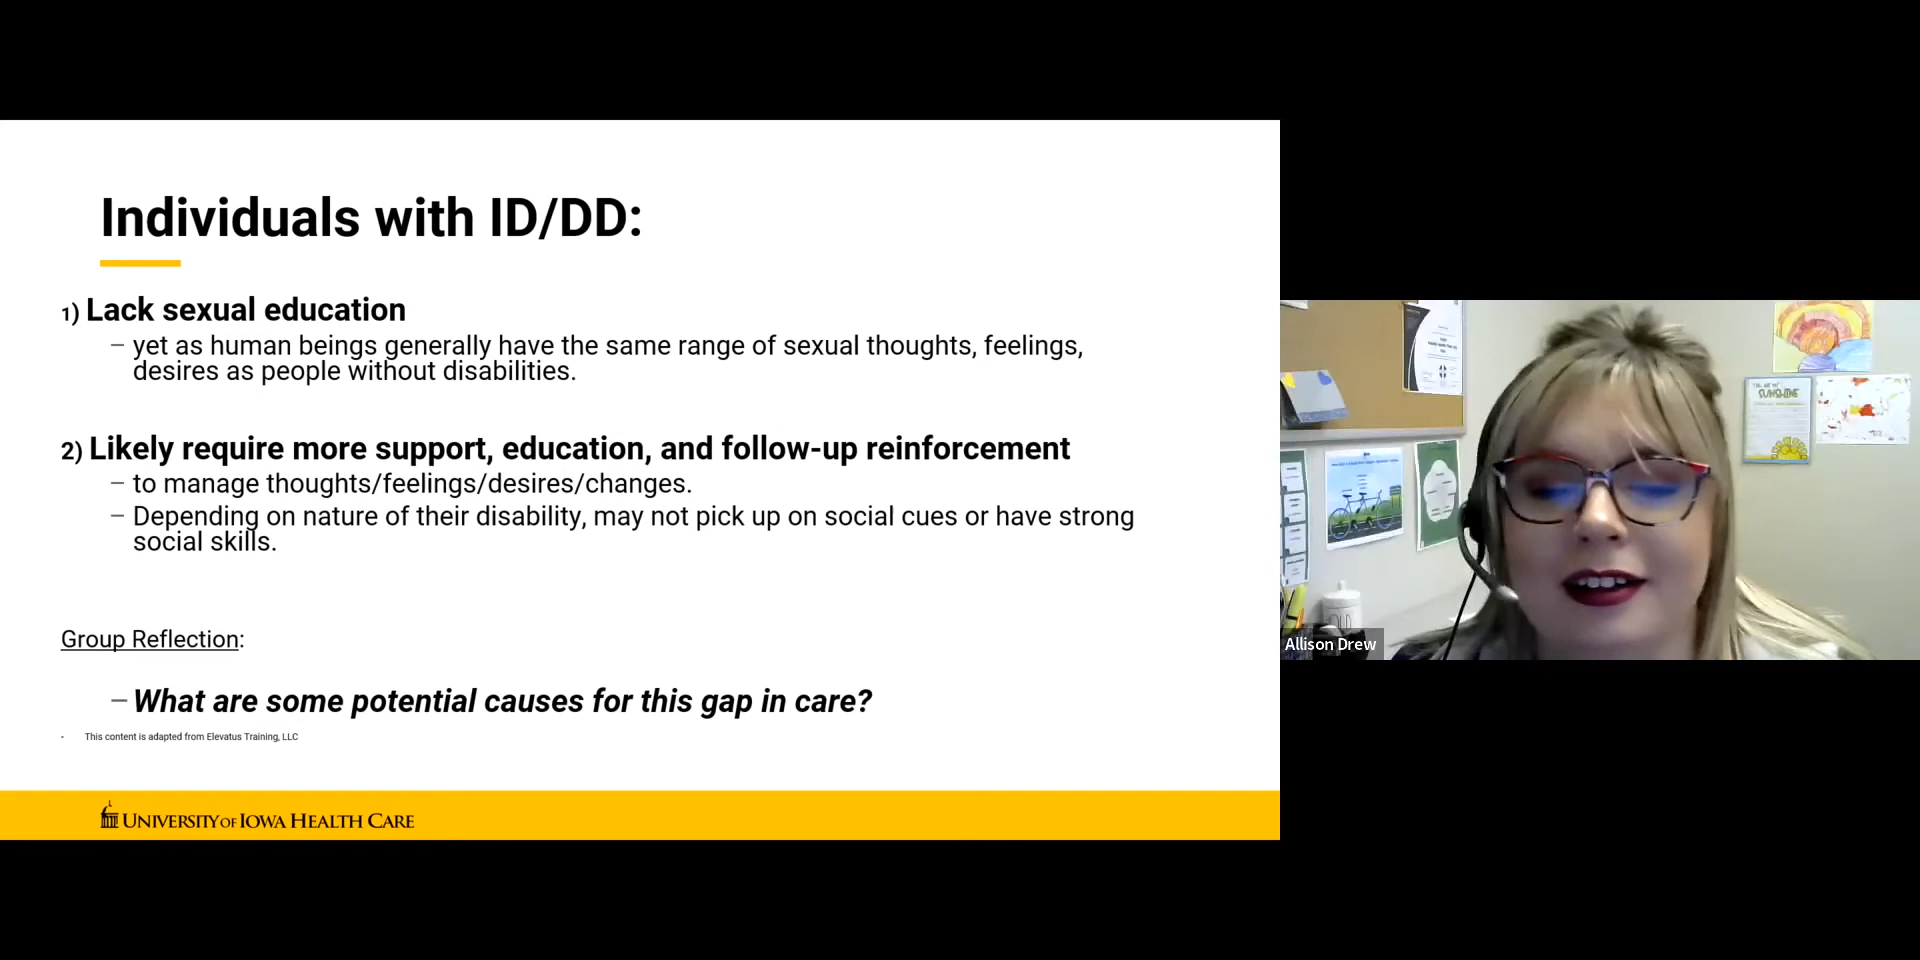 Individuals with ID/DD:
1) Lack sexual education
– yet as human beings generally have the same range of sexual thoughts, feelings,
desires as people without disabilities.
2) Likely require more support, education, and follow-up reinforcement
– to manage thoughts/feelings/desires/changes.
– Depending on nature of their disability, may not pick up on social cues or have strong
social skills.
Group Reflection:
– What are some potential causes for this gap in care?
- This content is adapted from Elevatus Training, LLC
UNIVERSITY OF IOWA HEALTH CARE
SUNSHINE
Allison Drew